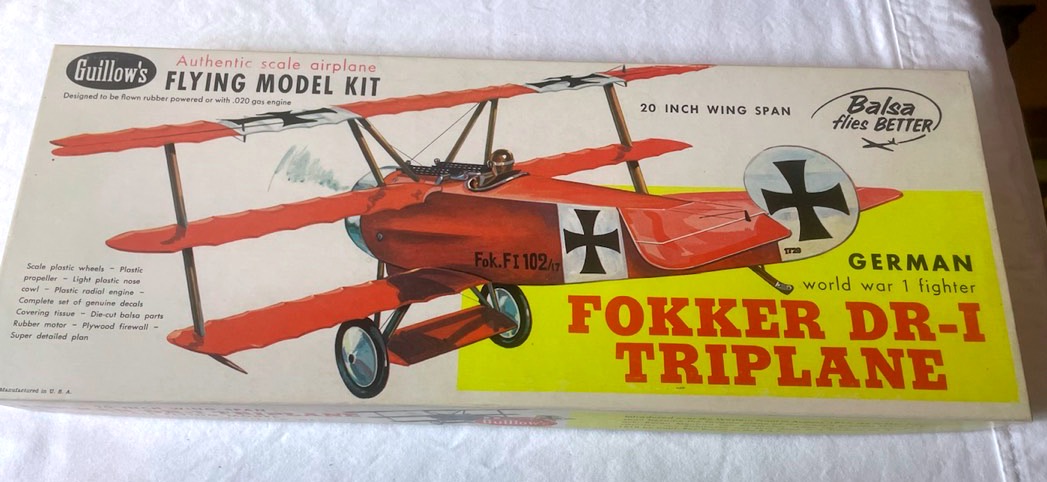 Guillow's
Authentic scale airplane
FLYING MODEL KIT
Designed to be flown rubber powered or with .020 gas engine
20 INCH WING SPAN
Balsa
flies BETTER
Fok.F I 102/17
1729
Scale plastic wheels – Plastic
propeller – Light plastic nose
cowl – Plastic radial engine –
Complete set of genuine decals
Covering tissue – Die-cut balsa parts
Rubber motor – Plywood firewall –
Super detailed plan
GERMAN
world war 1 fighter
FOKKER DR-I
TRIPLANE
Manufactured in U. S. A.
Guillow's